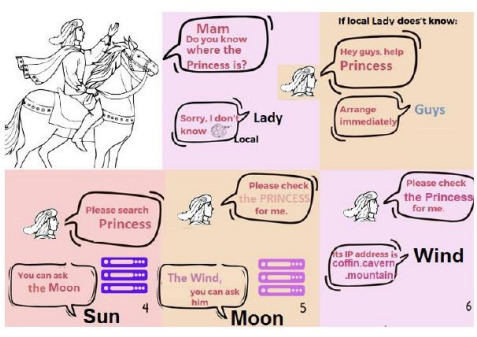 Mam
Do you know
where the
Princess is?
Sorry, I don't
know
Lady
Local
If local Lady does't know:
Hey guys, help
Princess
Arrange
immediately
Guys
Please search
Princess
You can ask
the Moon
Sun
4
Please check
the PRINCESS
for me.
The Wind,
you can ask
him
Moon
5
Please check
the Princess
for me.
Its IP address is
coffin.cavern
.mountain
Wind
6